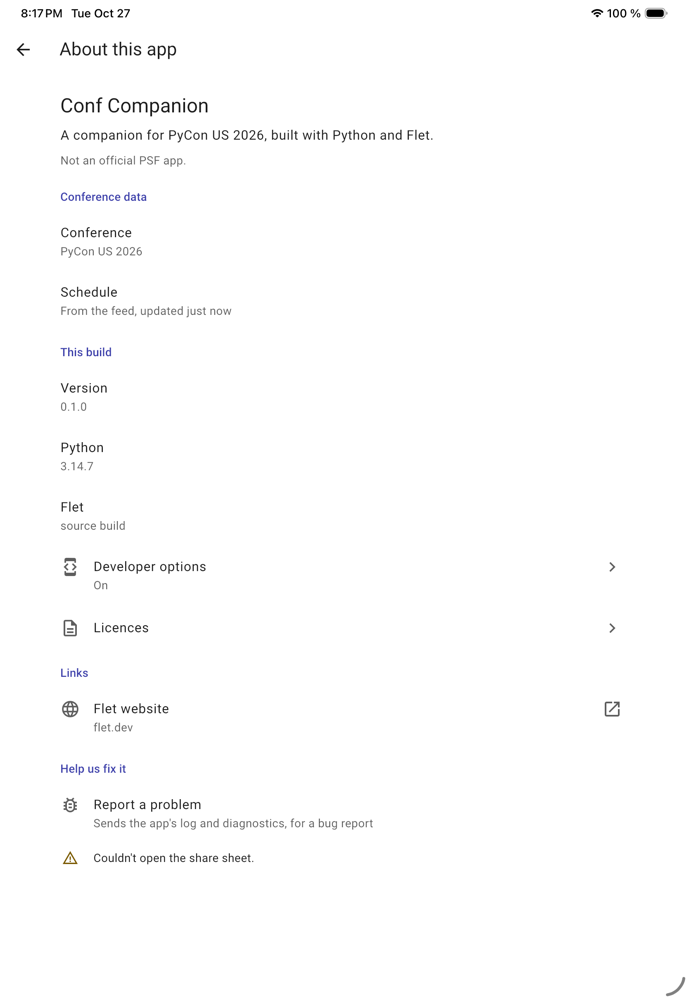 8:17 PM Tue Oct 27
100 %
About this app
Conf Companion
A companion for PyCon US 2026, built with Python and Flet.
Not an official PSF app.
Conference data
Conference
PyCon US 2026
Schedule
From the feed, updated just now
This build
Version
0.1.0
Python
3.14.7
Flet
source build
Developer options
On
Licences
Links
Flet website
flet.dev
Help us fix it
Report a problem
Sends the app's log and diagnostics, for a bug report
Couldn't open the share sheet.